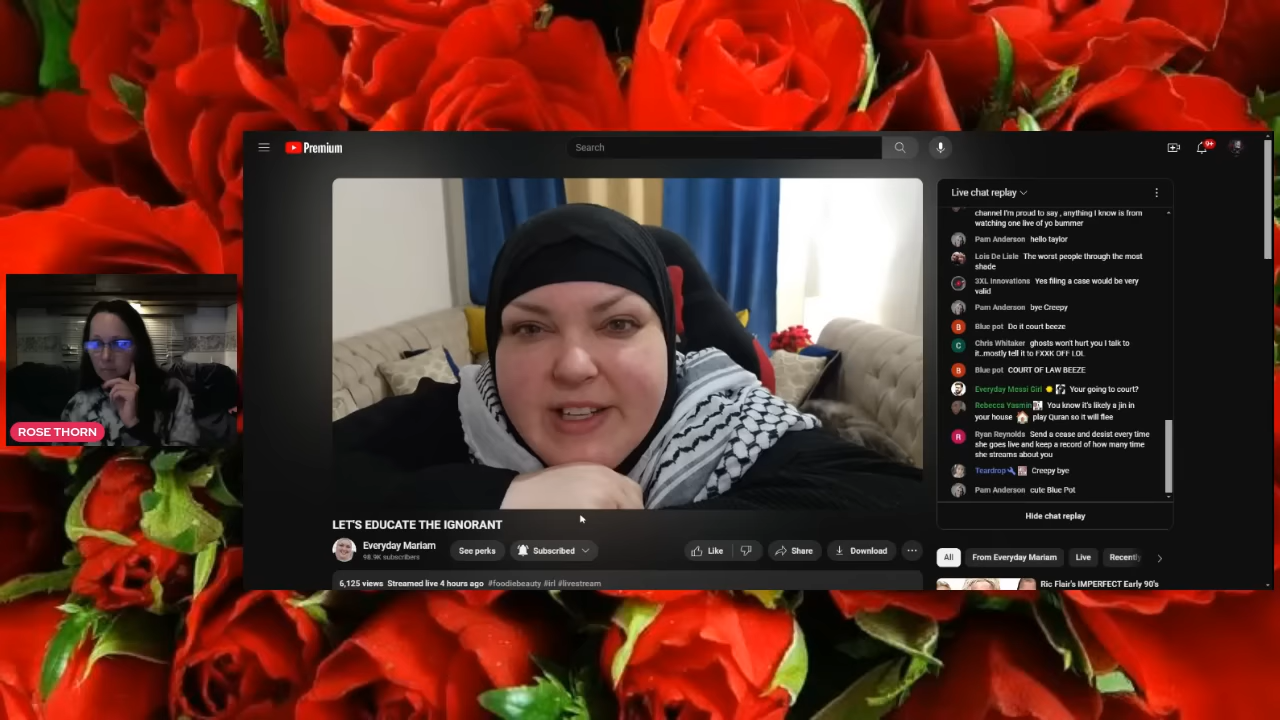 Premium
Search
9+
Live chat replay
channel I'm proud to say , anything I know is from
watching one live of yo bummer
Pam Anderson hello taylor
Lois De Lisle The worst people through the most
shade
3XL Innovations Yes filing a case would be very
valid
Pam Anderson bye Creepy
B Blue pot Do it court beeze
C Chris Whitaker ghosts won't hurt you I talk to
it..mostly tell it to FXXK OFF LOL
B Blue pot COURT OF LAW BEEZE
Everyday Messi Girl Your going to court?
Rebecca Yasmin You know it's likely a jin in
your house play Quran so it will flee
R Ryan Reynolds Send a cease and desist every time
she goes live and keep a record of how many time
she streams about you
Teardrop Creepy bye
Pam Anderson cute Blue Pot
Hide chat replay
ROSE THORN
LET'S EDUCATE THE IGNORANT
Everyday Mariam
98.9K subscribers
See perks
Subscribed
Like
Share
Download
6,125 views Streamed live 4 hours ago #foodiebeauty #irl #livestream
All
From Everyday Mariam
Live
Recently
Ric Flair's IMPERFECT Early 90's